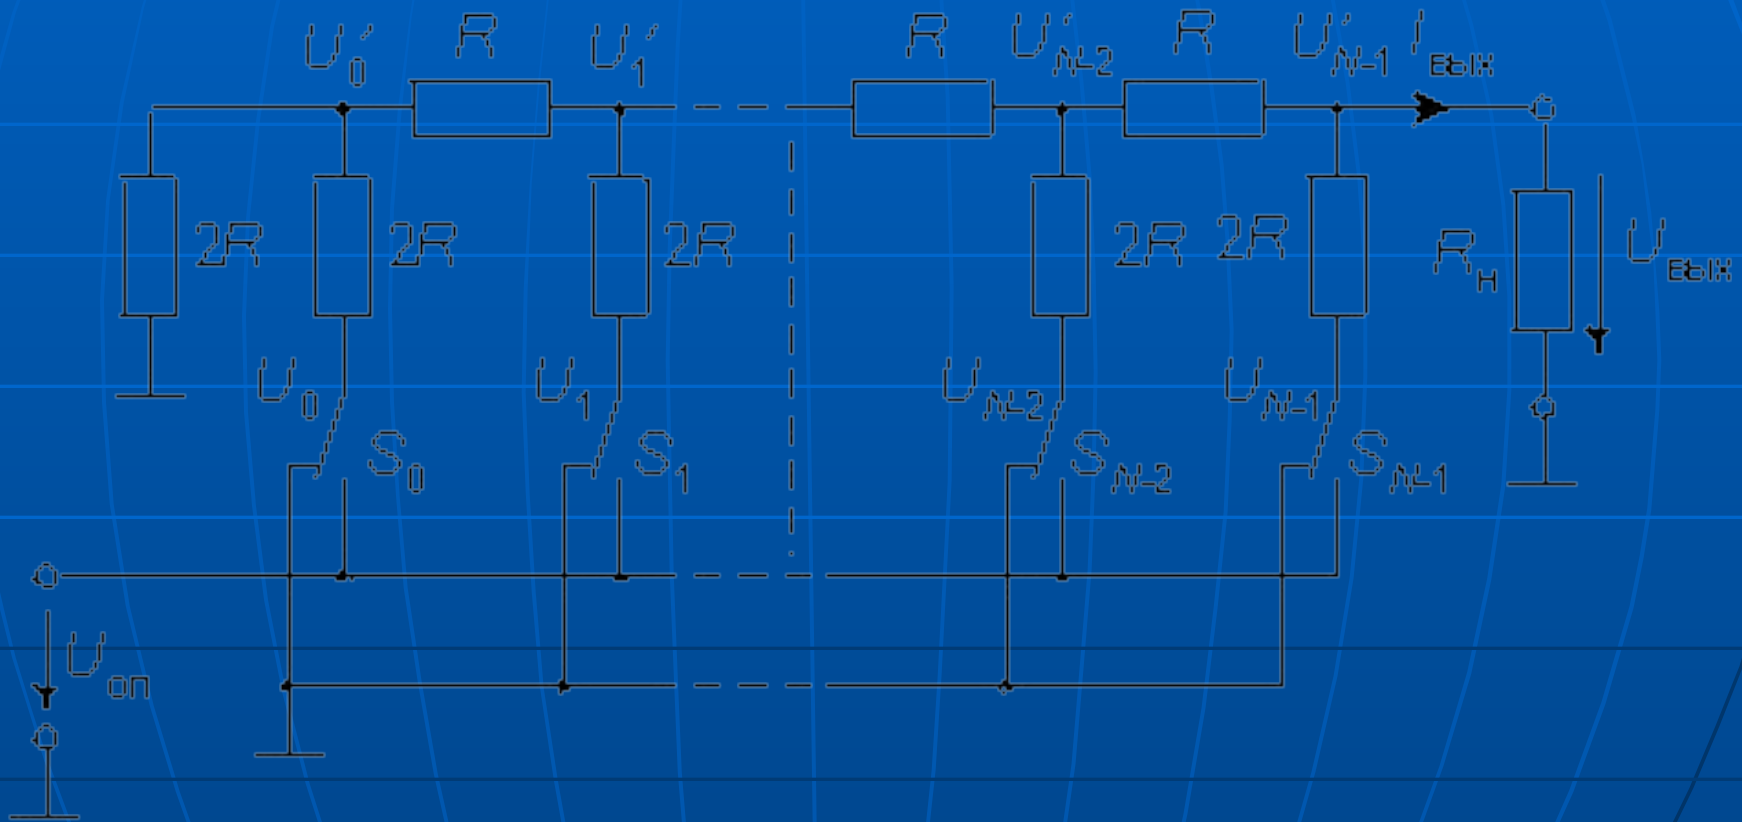 U´0 R U´1 R U´N-2 R U´N-1 Iвых
2R 2R 2R 2R 2R Rн Uвых
U0 U1 UN-2 UN-1
S0 S1 SN-2 SN-1
Uоп